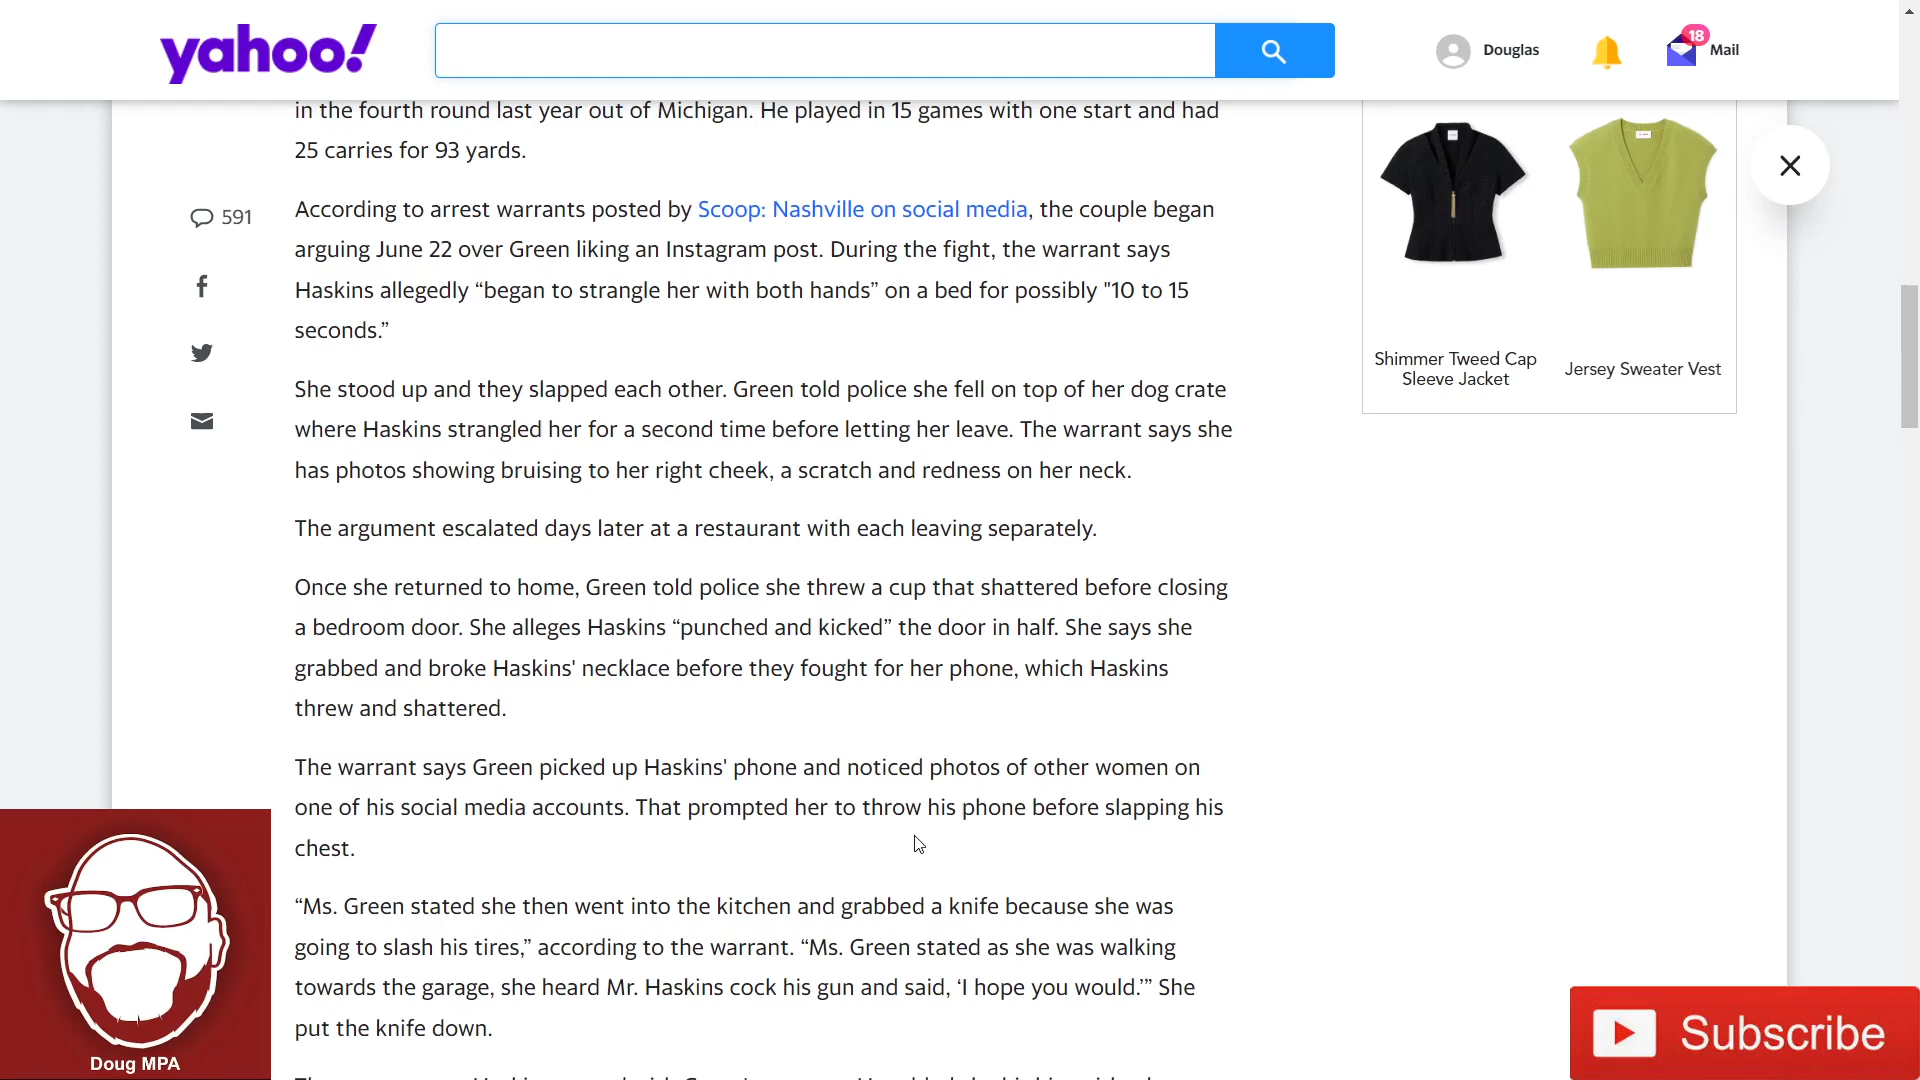 yahoo!
Douglas
18
Mail
in the fourth round last year out of Michigan. He played in 15 games with one start and had
25 carries for 93 yards.
591
According to arrest warrants posted by Scoop: Nashville on social media, the couple began
arguing June 22 over Green liking an Instagram post. During the fight, the warrant says
Haskins allegedly “began to strangle her with both hands” on a bed for possibly "10 to 15
seconds.”
She stood up and they slapped each other. Green told police she fell on top of her dog crate
where Haskins strangled her for a second time before letting her leave. The warrant says she
has photos showing bruising to her right cheek, a scratch and redness on her neck.
The argument escalated days later at a restaurant with each leaving separately.
Once she returned to home, Green told police she threw a cup that shattered before closing
a bedroom door. She alleges Haskins “punched and kicked” the door in half. She says she
grabbed and broke Haskins' necklace before they fought for her phone, which Haskins
threw and shattered.
The warrant says Green picked up Haskins' phone and noticed photos of other women on
one of his social media accounts. That prompted her to throw his phone before slapping his
chest.
“Ms. Green stated she then went into the kitchen and grabbed a knife because she was
going to slash his tires,” according to the warrant. “Ms. Green stated as she was walking
towards the garage, she heard Mr. Haskins cock his gun and said, ‘I hope you would.’” She
put the knife down.
Shimmer Tweed Cap
Sleeve Jacket
Jersey Sweater Vest
Doug MPA
Subscribe